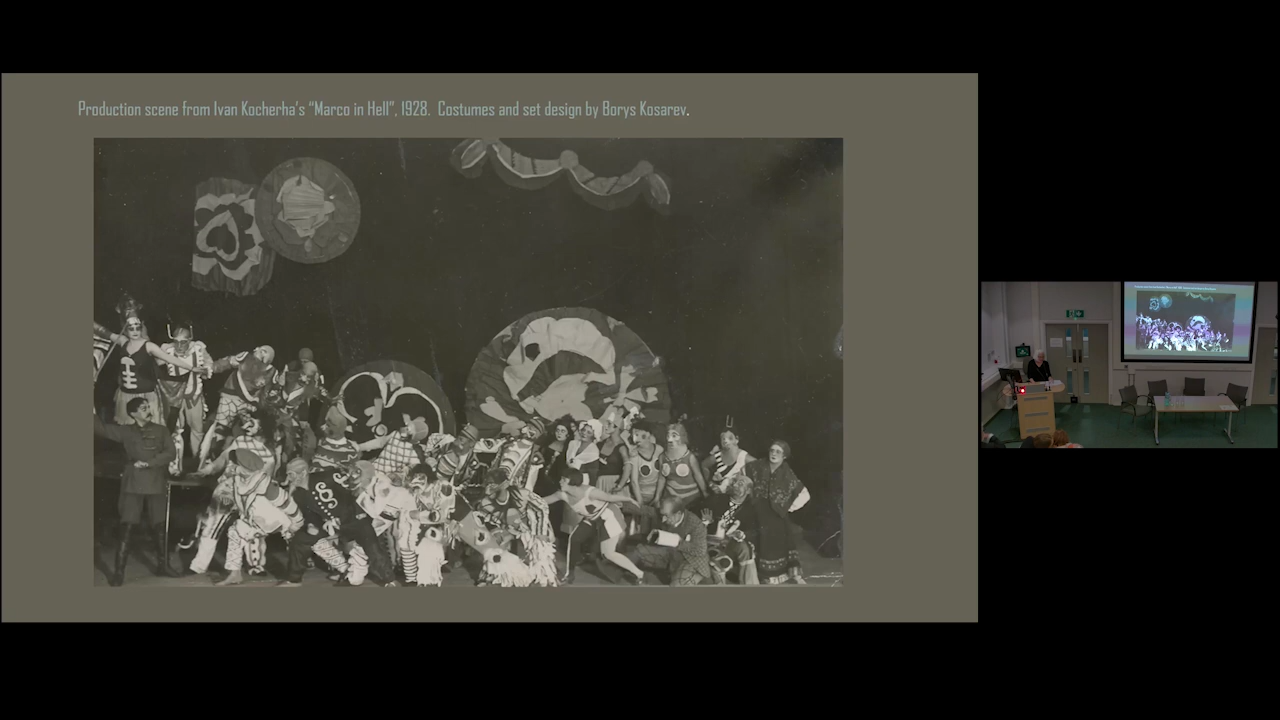 Production scene from Ivan Kocherha's "Marco in Hell", 1928.  Costumes and set design by Borys Kosarev.